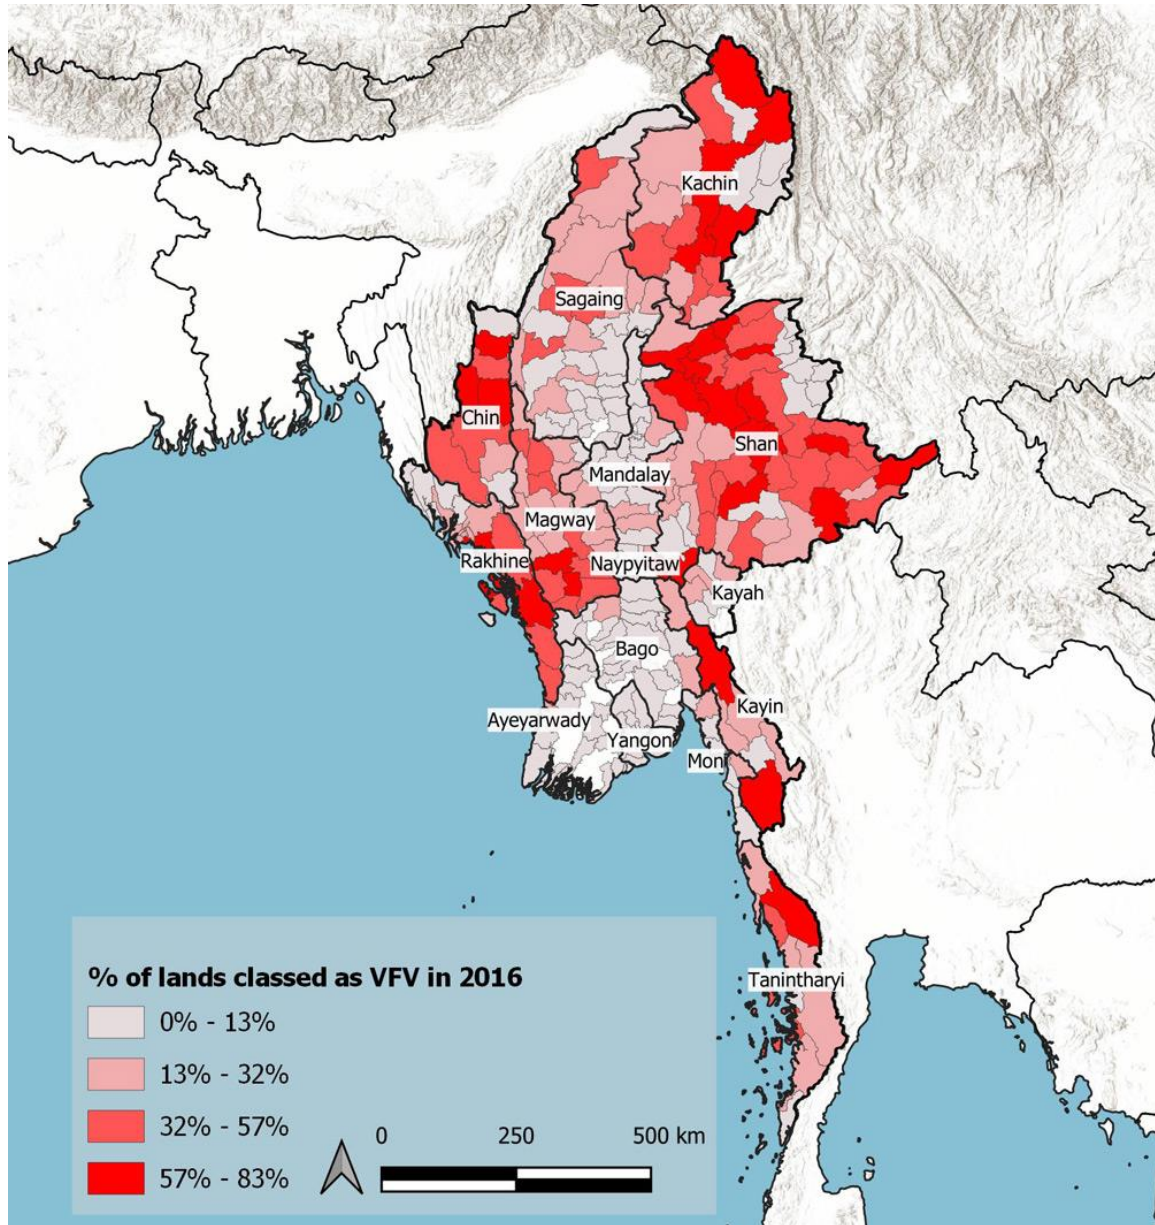 Kachin
Sagaing
Chin
Shan
Mandalay
Magway
Rakhine
Naypyitaw
Kayah
Bago
Kayin
Ayeyarwady
Yangon
Mon
Tanintharyi
% of lands classed as VFV in 2016
0% - 13%
13% - 32%
32% - 57%
57% - 83%
0 250 500 km